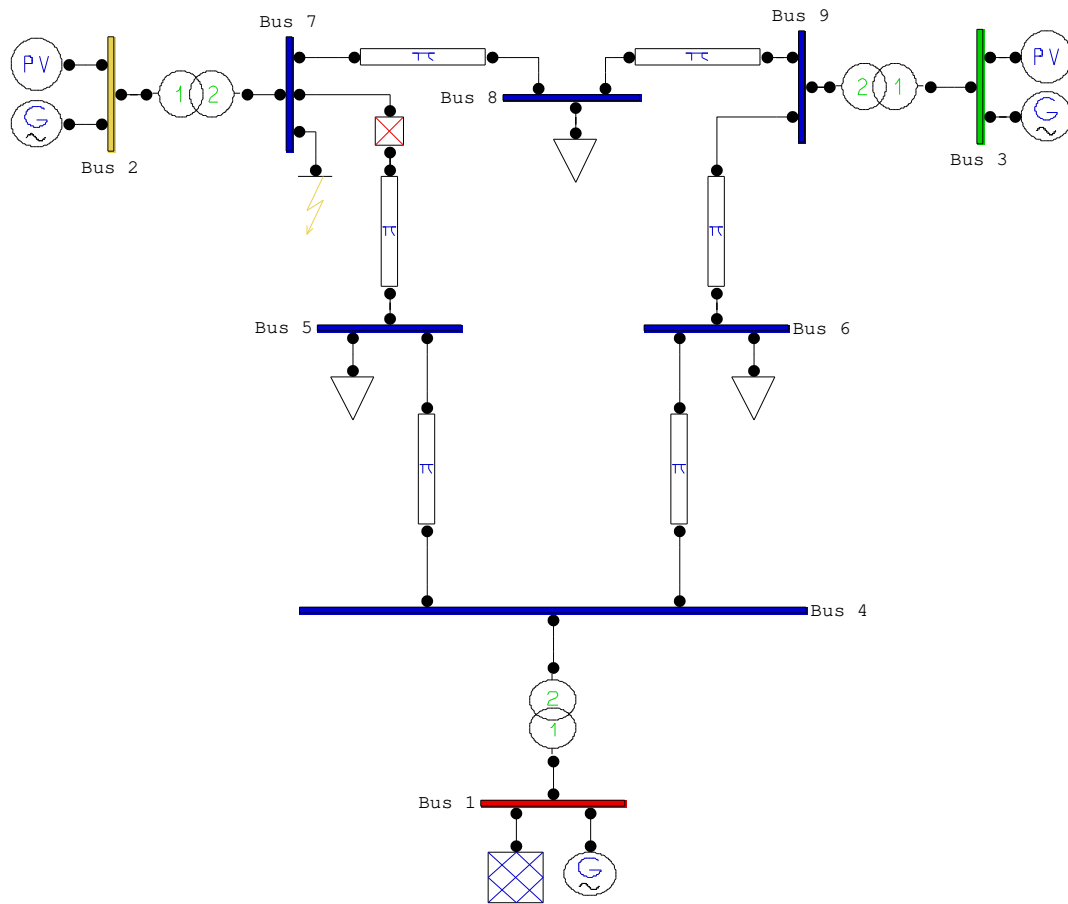 Bus 7
Bus 9
PV
π
π
PV
1 2
2 1
Bus 8
G
G
Bus 2
Bus 3
π
π
Bus 5
Bus 6
π
π
Bus 4
2
1
Bus 1
G